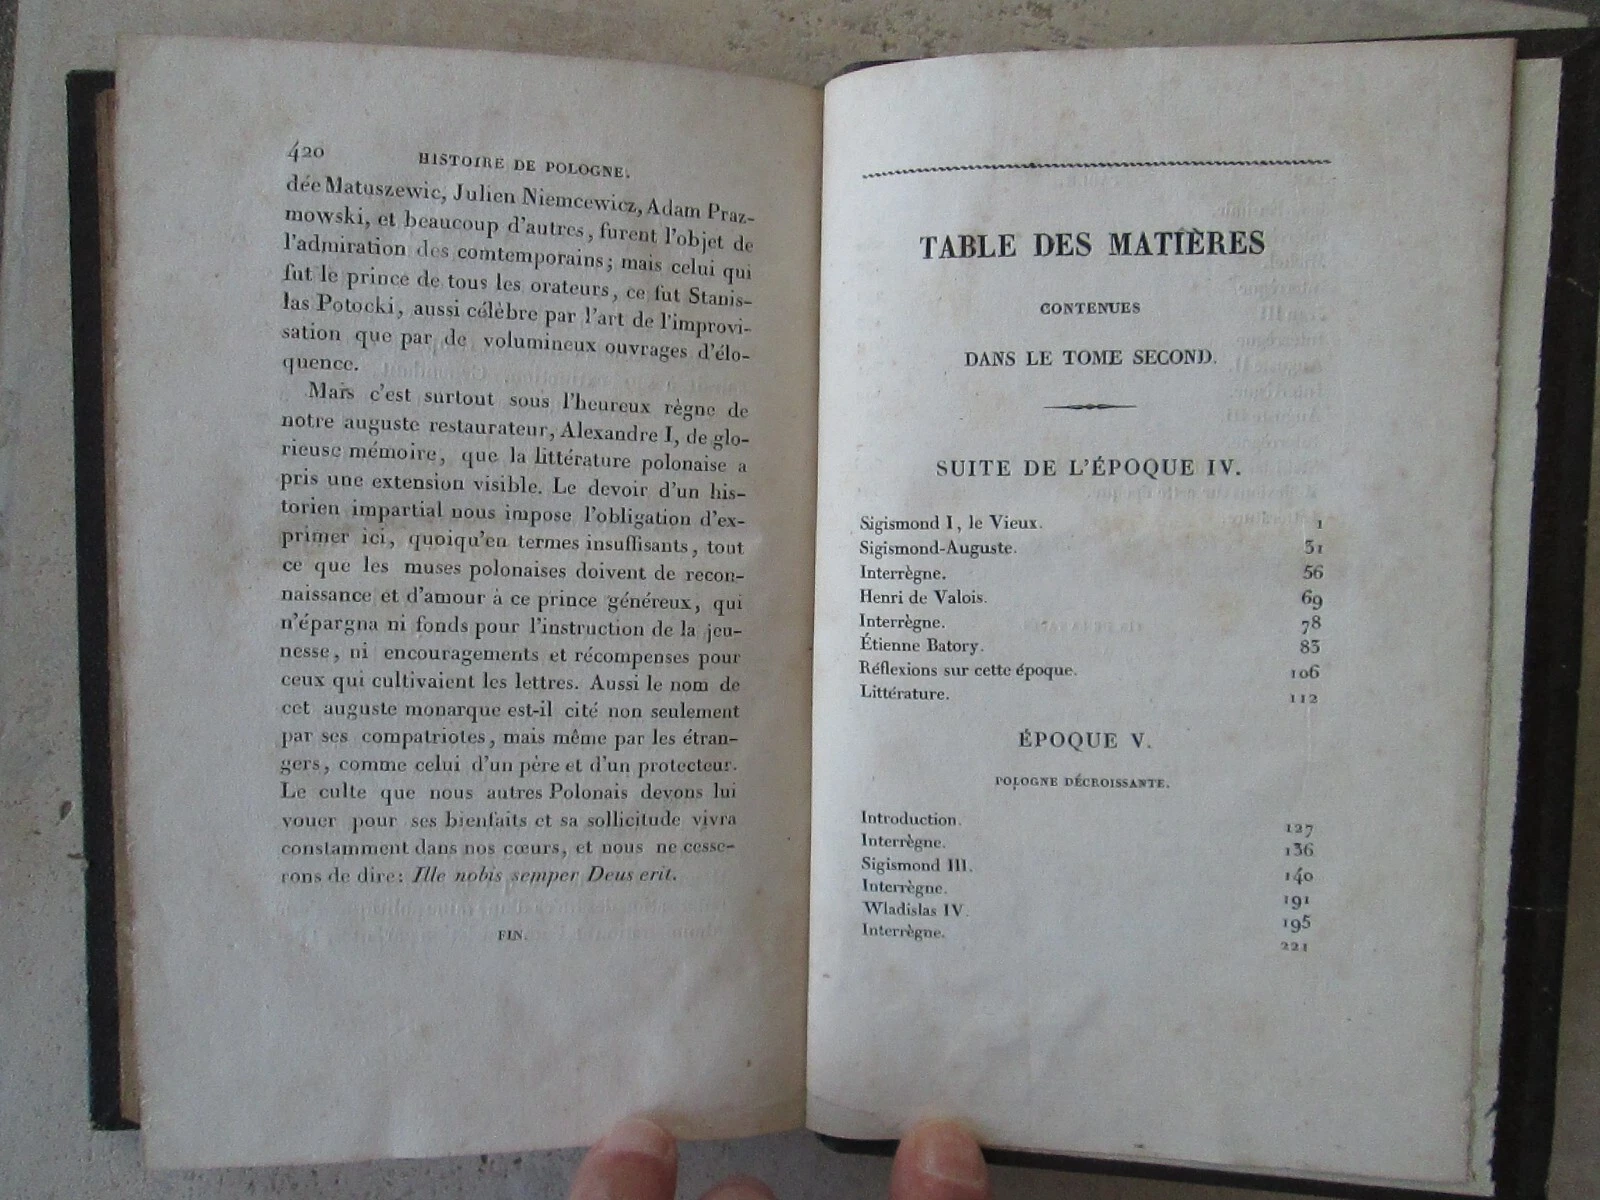 420 HISTOIRE DE POLOGNE.
dée Matuszewic, Julien Niemcewicz, Adam Praz-
mowski, et beaucoup d'autres, furent l'objet de
l'admiration des comtemporains; mais celui qui
fut le prince de tous les orateurs, ce fut Stanis-
las Potocki, aussi célèbre par l'art de l'improvi-
sation que par de volumineux ouvrages d'élo-
quence.
Mais c'est surtout sous l'heureux règne de
notre auguste restaurateur, Alexandre I, de glo-
rieuse mémoire, que la littérature polonaise a
pris une extension visible. Le devoir d'un his-
torien impartial nous impose l'obligation d'ex-
primer ici, quoiqu'en termes insuffisants, tout
ce que les muses polonaises doivent de recon-
naissance et d'amour à ce prince généreux, qui
n'épargna ni fonds pour l'instruction de la jeu-
nesse, ni encouragements et récompenses pour
ceux qui cultivaient les lettres. Aussi le nom de
cet auguste monarque est-il cité non seulement
par ses compatriotes, mais même par les étran-
gers, comme celui d'un père et d'un protecteur.
Le culte que nous autres Polonais devons lui
vouer pour ses bienfaits et sa sollicitude vivra
constamment dans nos cœurs, et nous ne cesse-
rons de dire: Ille nobis semper Deus erit.
FIN.
TABLE DES MATIÈRES
CONTENUES
DANS LE TOME SECOND.
SUITE DE L'ÉPOQUE IV.
Sigismond I, le Vieux. 1
Sigismond-Auguste. 31
Interrègne. 56
Henri de Valois. 69
Interrègne. 78
Étienne Batory. 83
Réflexions sur cette époque. 106
Littérature. 112
ÉPOQUE V.
POLOGNE DÉCROISSANTE.
Introduction. 127
Interrègne. 136
Sigismond III. 140
Interrègne. 191
Wladislas IV. 195
Interrègne. 221